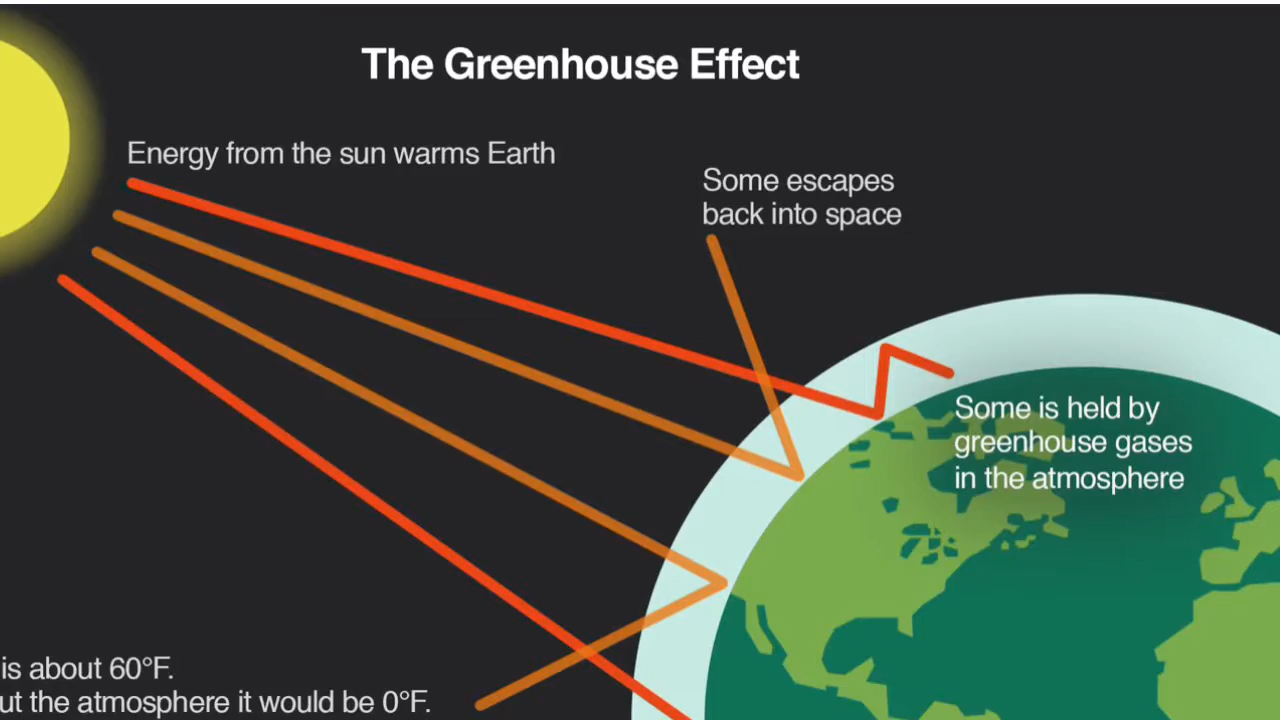 The Greenhouse Effect
Energy from the sun warms Earth
Some escapes
back into space
Some is held by
greenhouse gases
in the atmosphere
is about 60°F.
ut the atmosphere it would be 0°F.